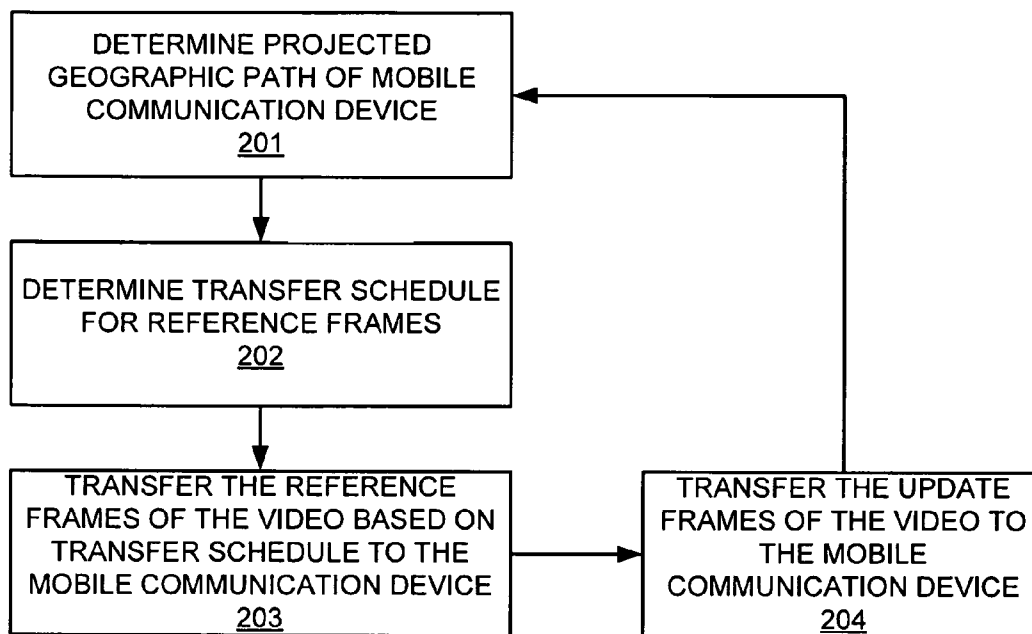 DETERMINE PROJECTED
GEOGRAPHIC PATH OF MOBILE
COMMUNICATION DEVICE
201
DETERMINE TRANSFER SCHEDULE
FOR REFERENCE FRAMES
202
TRANSFER THE REFERENCE
FRAMES OF THE VIDEO BASED ON
TRANSFER SCHEDULE TO THE
MOBILE COMMUNICATION DEVICE
203
TRANSFER THE UPDATE
FRAMES OF THE VIDEO TO
THE MOBILE
COMMUNICATION DEVICE
204